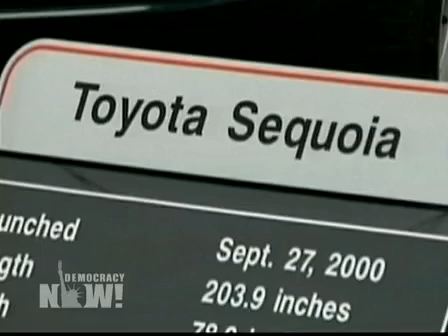 Toyota Sequoia
unched Sept. 27, 2000
gth 203.9 inches
DEMOCRACY
NOW!